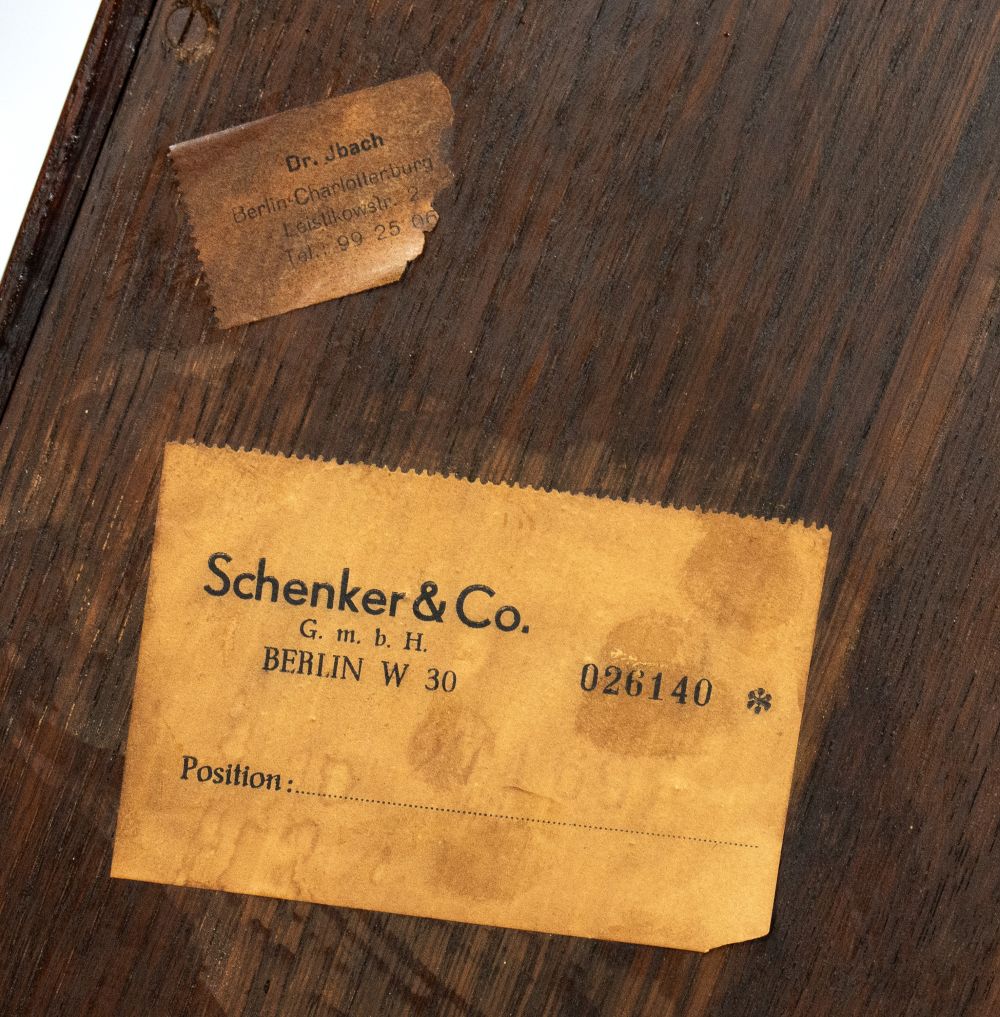 Dr. Jbach
Berlin-Charlottenburg
Leistikowstr. 2
Tel.: 99 25 06
Schenker & Co.
G. m. b. H.
BERLIN W 30
026140 *
Position: